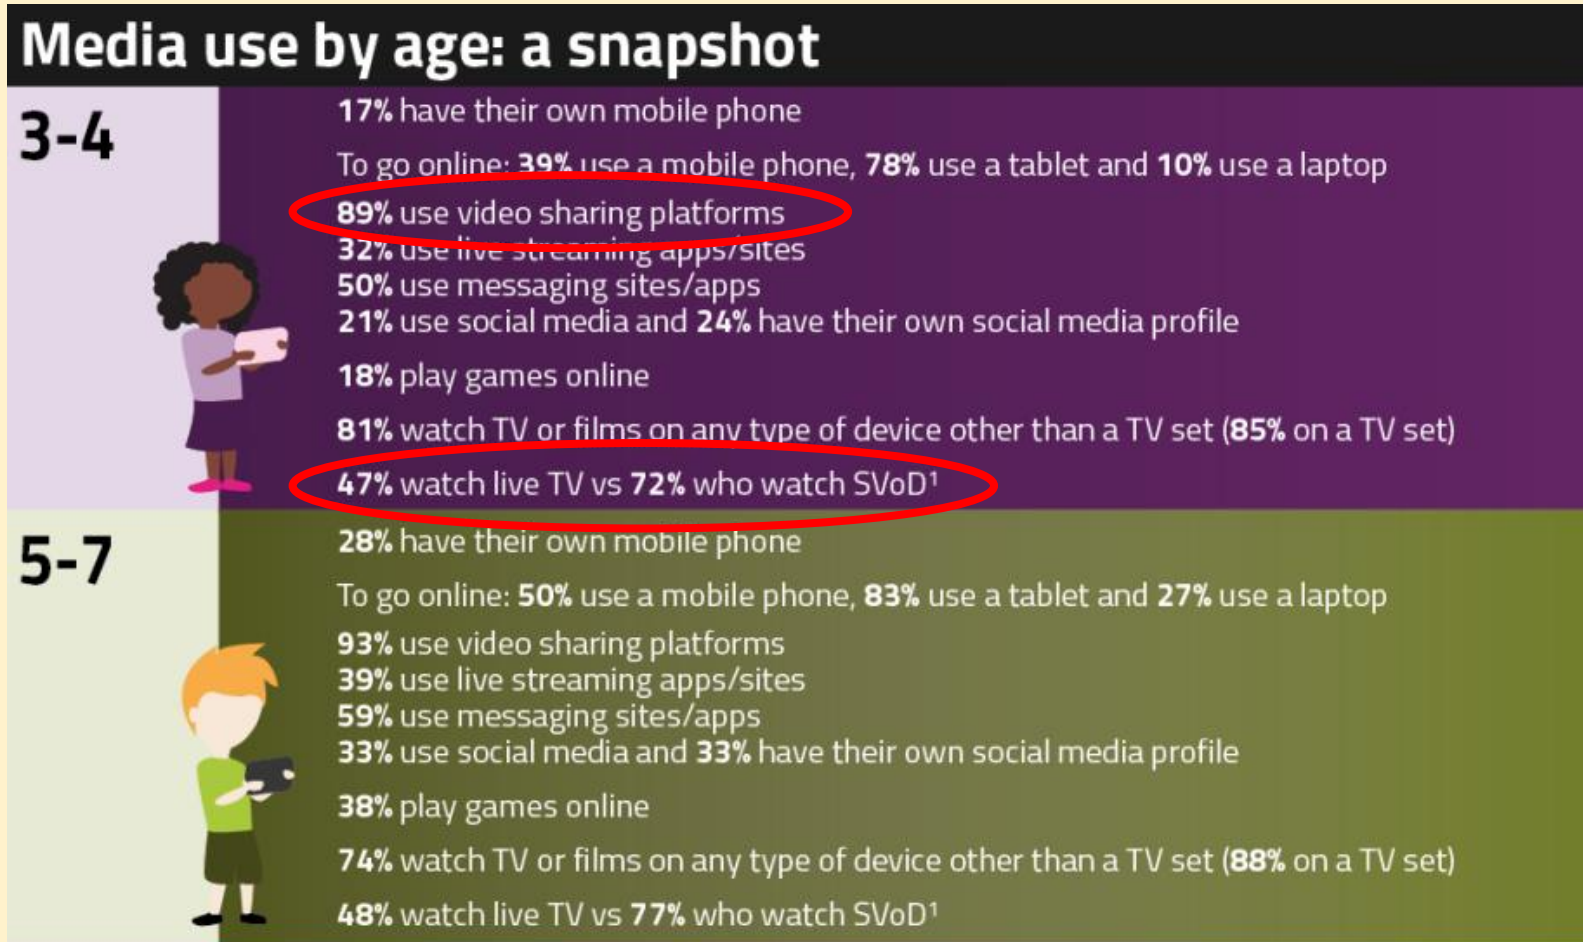 Media use by age: a snapshot
3-4
17% have their own mobile phone
To go online: 39% use a mobile phone, 78% use a tablet and 10% use a laptop
89% use video sharing platforms
32% use live streaming apps/sites
50% use messaging sites/apps
21% use social media and 24% have their own social media profile
18% play games online
81% watch TV or films on any type of device other than a TV set (85% on a TV set)
47% watch live TV vs 72% who watch SVoD¹
5-7
28% have their own mobile phone
To go online: 50% use a mobile phone, 83% use a tablet and 27% use a laptop
93% use video sharing platforms
39% use live streaming apps/sites
59% use messaging sites/apps
33% use social media and 33% have their own social media profile
38% play games online
74% watch TV or films on any type of device other than a TV set (88% on a TV set)
48% watch live TV vs 77% who watch SVoD¹